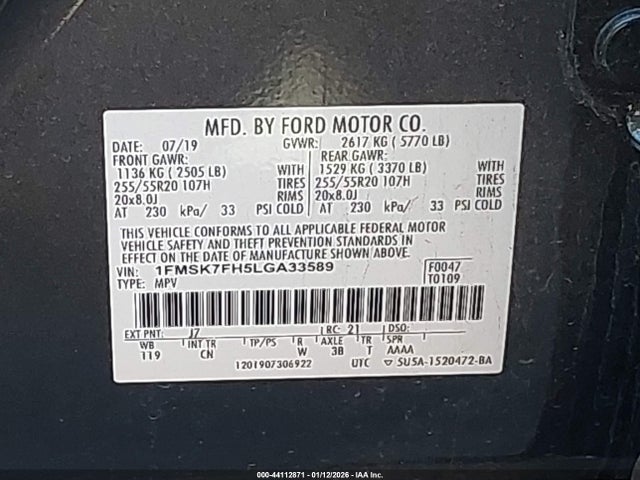 MFD. BY FORD MOTOR CO.
DATE: 07/19 GVWR: 2617 KG ( 5770 LB)
FRONT GAWR: REAR GAWR:
1136 KG ( 2505 LB) WITH 1529 KG ( 3370 LB) WITH
255/55R20 107H TIRES 255/55R20 107H TIRES
20x8.0J RIMS 20x8.0J RIMS
AT 230 kPa/ 33 PSI COLD AT 230 kPa/ 33 PSI COLD
THIS VEHICLE CONFORMS TO ALL APPLICABLE FEDERAL MOTOR
VEHICLE SAFETY AND THEFT PREVENTION STANDARDS IN
EFFECT ON THE DATE OF MANUFACTURE SHOWN ABOVE.
VIN: 1FMSK7FH5LGA33589 F0047
TYPE: MPV T0109
EXT PNT: J7 RC: 21 DSO:
WB INT TR TP/PS R AXLE TR SPR
119 CN W 3B T AAAA
1201907306922 UTC ▽ SU5A-1520472-BA
000-44112871 - 01/12/2026 - IAA Inc.